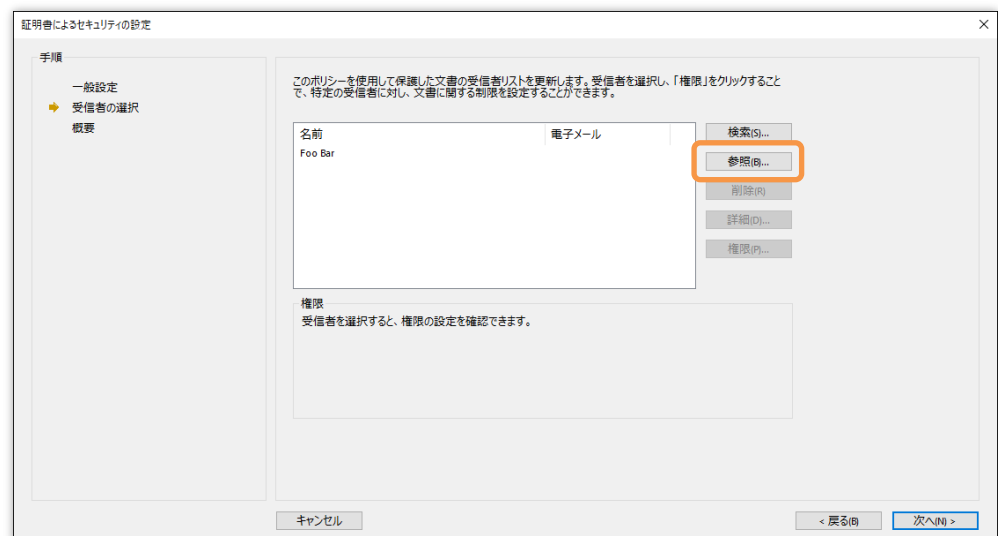 証明書によるセキュリティの設定
手順
一般設定
受信者の選択
概要
このポリシーを使用して保護した文書の受信者リストを更新します。受信者を選択し、「権限」をクリックすること
で、特定の受信者に対し、文書に関する制限を設定することができます。
名前 電子メール
Foo Bar
検索(S)...
参照(B)...
削除(R)
詳細(D)...
権限(P)...
権限
受信者を選択すると、権限の設定を確認できます。
キャンセル
< 戻る(B)
次へ(N) >